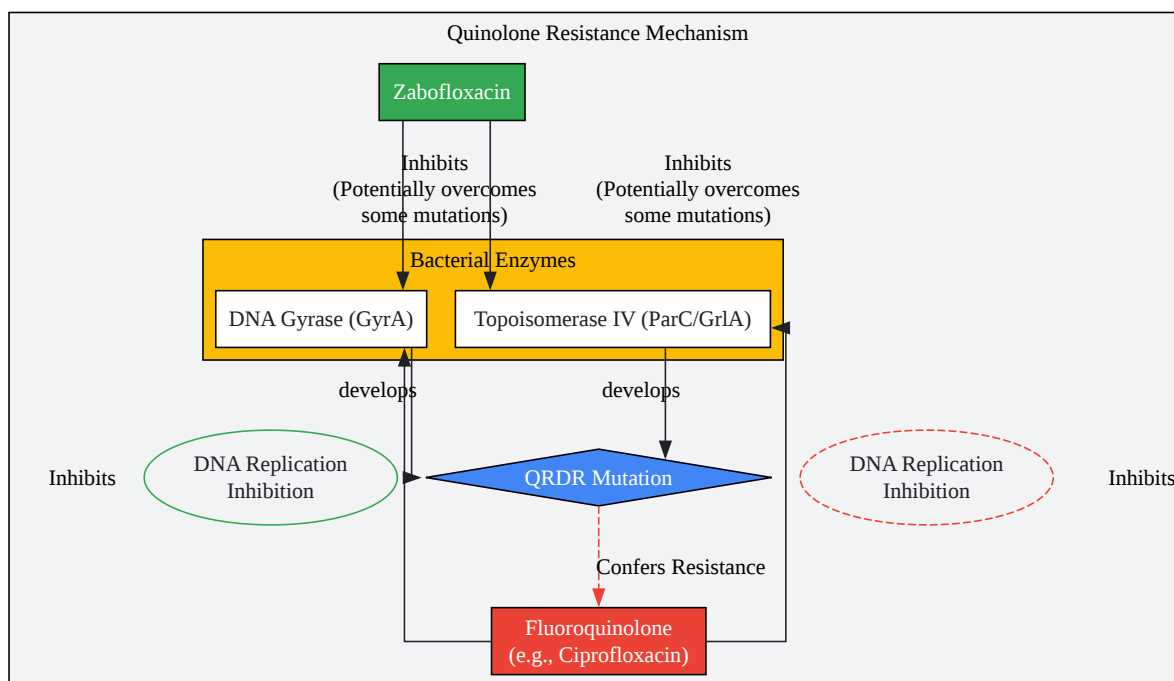 Quinolone Resistance Mechanism
Zabofloxacin
Inhibits
(Potentially overcomes
some mutations)
Inhibits
(Potentially overcomes
some mutations)
Bacterial Enzymes
DNA Gyrase (GyrA)
Topoisomerase IV (ParC/GrlA)
develops
develops
Inhibits
DNA Replication
Inhibition
QRDR Mutation
DNA Replication
Inhibition
Inhibits
Confers Resistance
Fluoroquinolone
(e.g., Ciprofloxacin)